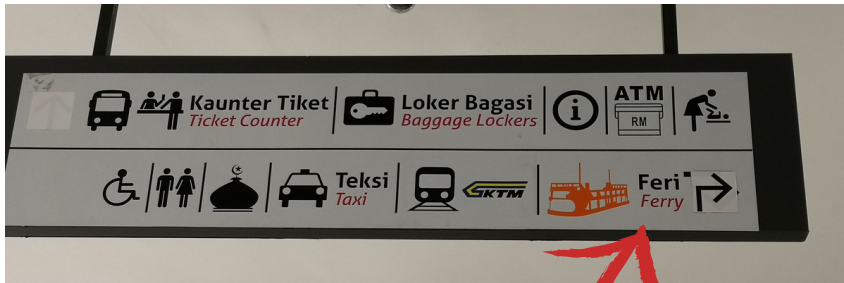 Kaunter Tiket
Ticket Counter
Loker Bagasi
Baggage Lockers
i
ATM
RM
Teksi
Taxi
KTM
Feri
Ferry